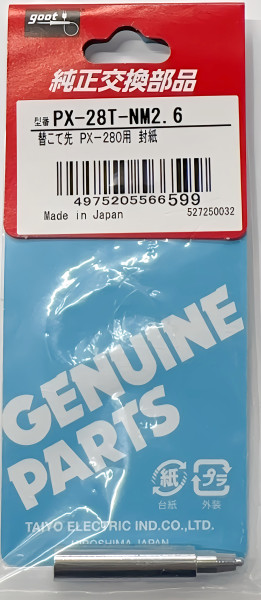 goot
純正交換部品
型番 PX-28T-NM2.6
替こて先 PX-280用 封紙
4975205566599
Made in Japan 527250032
GENUINE
PARTS
紙 プラ
台紙 外装
TAIYO ELECTRIC IND.CO.,LTD.
HIROSHIMA JAPAN